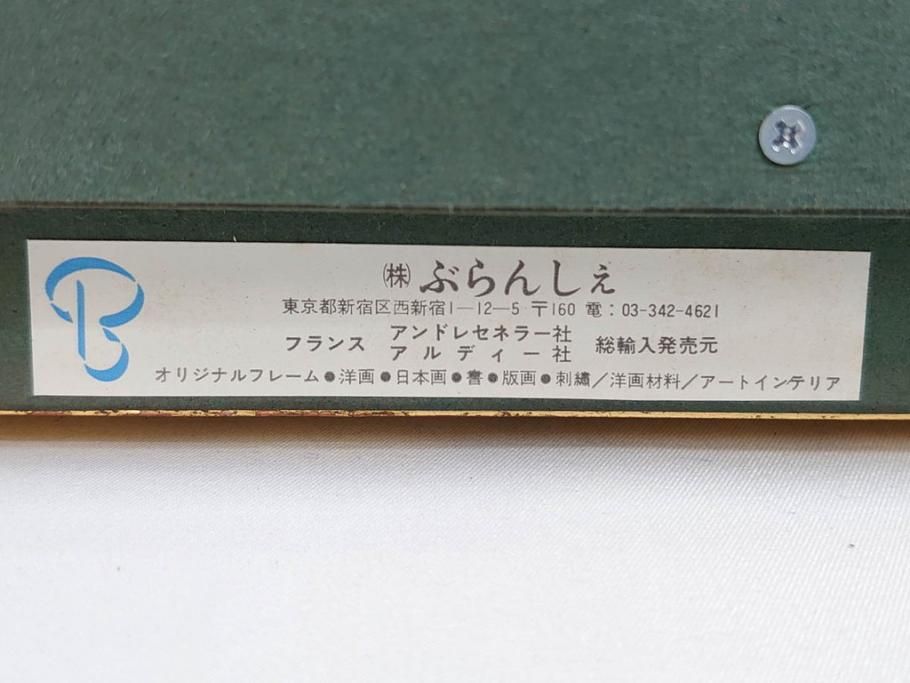 ㈱ぶらんしぇ
東京都新宿区西新宿1―12―5 〒160 電：03-342-4621
フランス アンドレセネラー社 アルディー社 総輸入発売元
オリジナルフレーム●洋画●日本画●書●版画●刺繡／洋画材料／アートインテリア